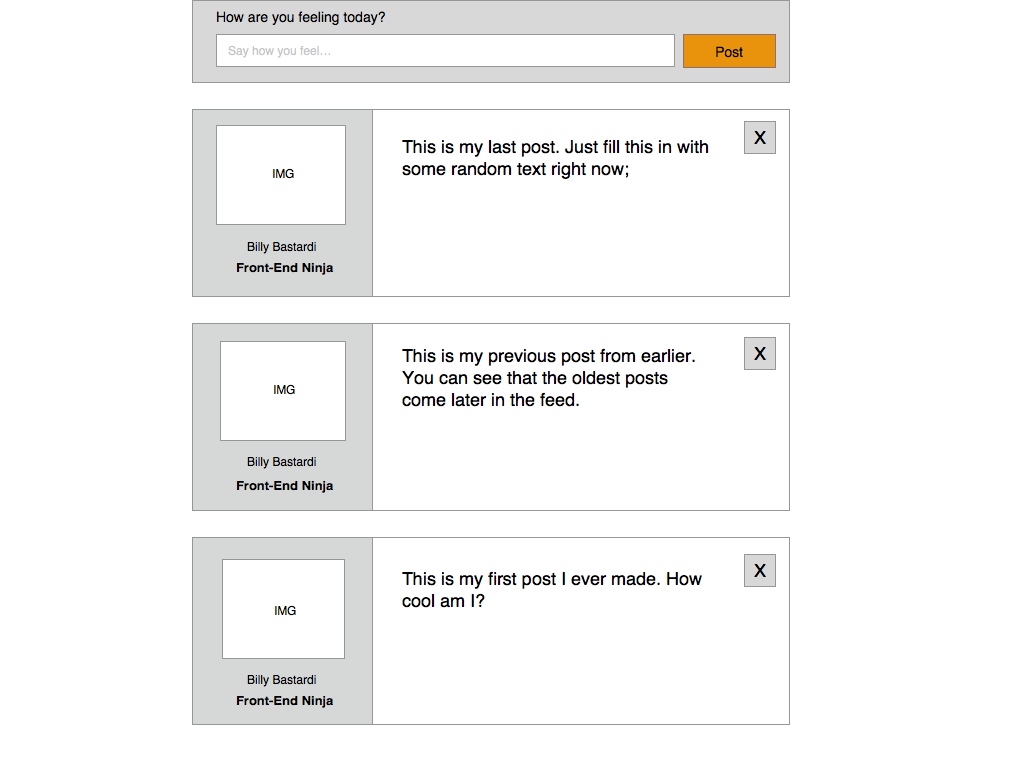 How are you feeling today?
Say how you feel...
Post
This is my last post. Just fill this in with
some random text right now;
X
IMG
Billy Bastardi
Front-End Ninja
This is my previous post from earlier.
You can see that the oldest posts
come later in the feed.
X
IMG
Billy Bastardi
Front-End Ninja
This is my first post I ever made. How
cool am I?
X
IMG
Billy Bastardi
Front-End Ninja